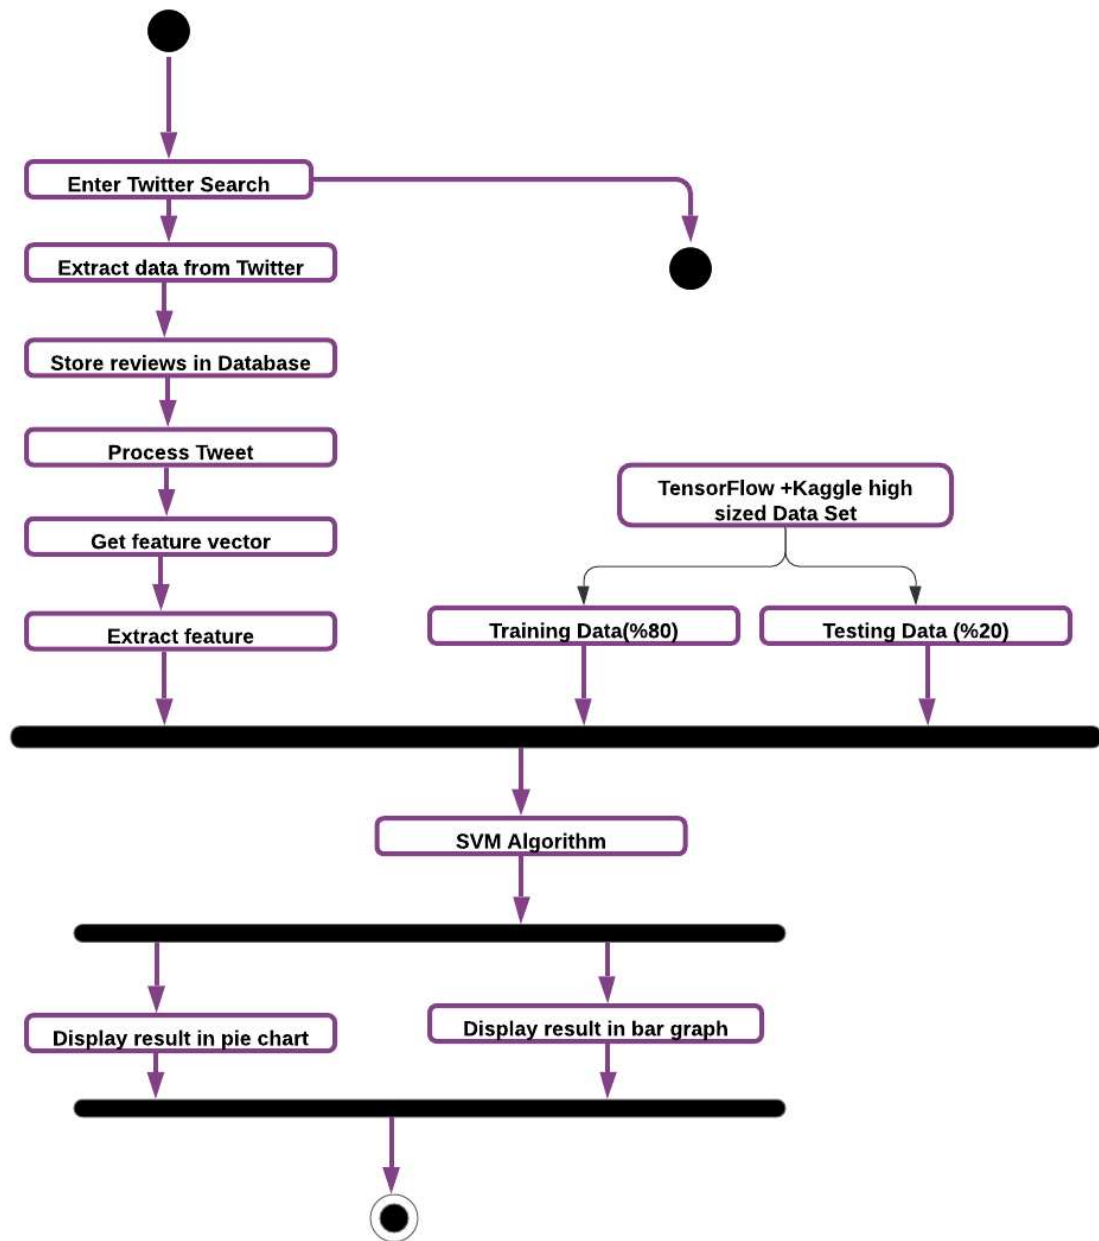 Enter Twitter Search
Extract data from Twitter
Store reviews in Database
Process Tweet
Get feature vector
Extract feature
TensorFlow +Kaggle high
sized Data Set
Training Data(%80)
Testing Data (%20)
SVM Algorithm
Display result in pie chart
Display result in bar graph